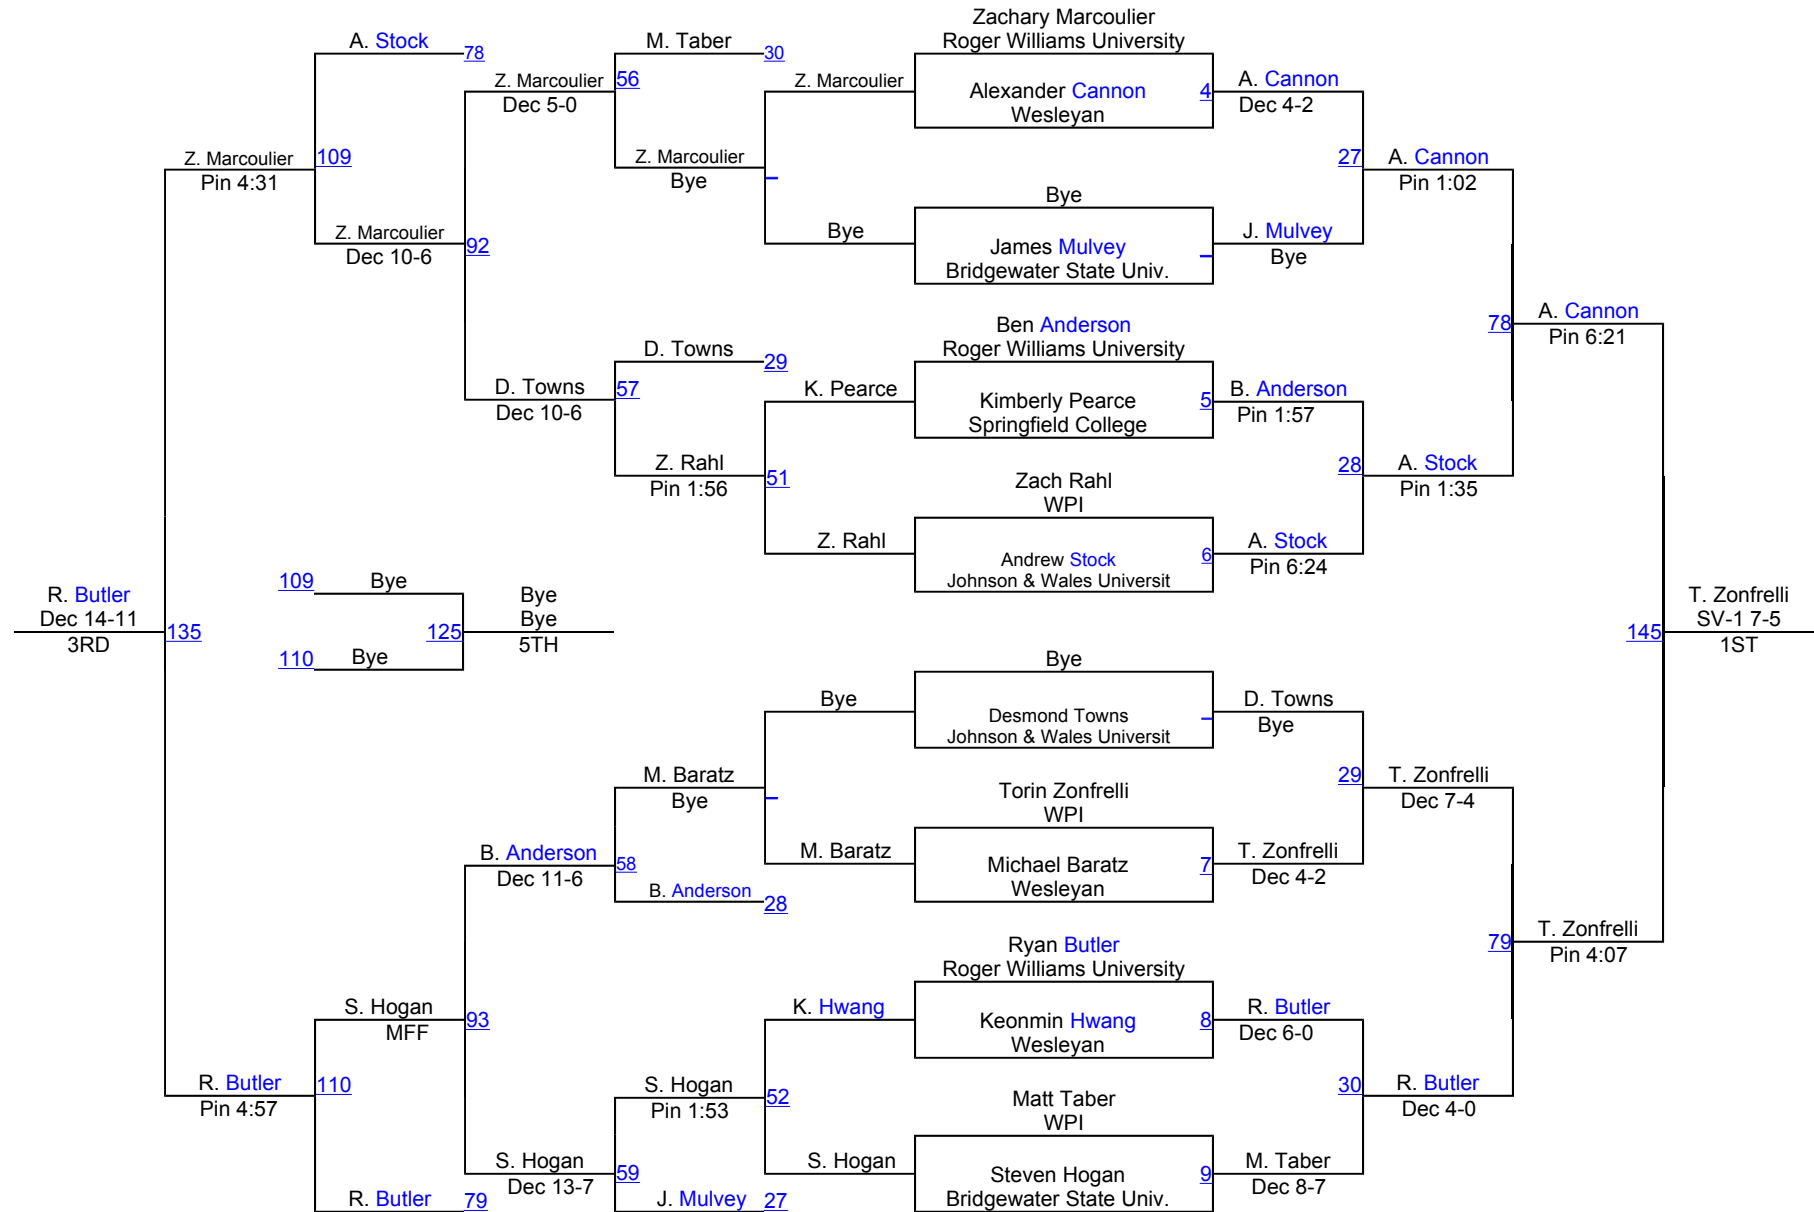 Zachary Marcoulier
A. Stock
M. Taber
Roger Williams University
78
30
Z. Marcoulier
56
Z. Marcoulier
Alexander Cannon
4
A. Cannon
Dec 5-0
Wesleyan
Dec 4-2
Z. Marcoulier
109
Z. Marcoulier
27
A. Cannon
Pin 4:31
Bye
Pin 1:02
Bye
Z. Marcoulier
92
Bye
James Mulvey
J. Mulvey
Dec 10-6
Bridgewater State Univ.
Bye
Ben Anderson
78
A. Cannon
D. Towns
29
Roger Williams University
Pin 6:21
D. Towns
57
K. Pearce
Kimberly Pearce
5
B. Anderson
Dec 10-6
Springfield College
Pin 1:57
Z. Rahl
51
Zach Rahl
28
A. Stock
Pin 1:56
WPI
Pin 1:35
Z. Rahl
Andrew Stock
6
A. Stock
Johnson & Wales Universit
Pin 6:24
R. Butler
109
Bye
Bye
T. Zonfrelli
Dec 14-11
135
125
Bye
145
SV-1 7-5
3RD
110
Bye
5TH
1ST
Bye
Bye
Desmond Towns
D. Towns
Johnson & Wales Universit
Bye
M. Baratz
Torin Zonfrelli
29
T. Zonfrelli
Bye
WPI
Dec 7-4
B. Anderson
58
M. Baratz
Michael Baratz
7
T. Zonfrelli
Dec 11-6
B. Anderson
28
Wesleyan
Dec 4-2
Ryan Butler
79
T. Zonfrelli
Roger Williams University
Pin 4:07
S. Hogan
93
K. Hwang
Keonmin Hwang
8
R. Butler
MFF
Wesleyan
Dec 6-0
R. Butler
110
S. Hogan
52
Matt Taber
30
R. Butler
Pin 4:57
Pin 1:53
WPI
Dec 4-0
S. Hogan
59
S. Hogan
Steven Hogan
9
M. Taber
Dec 13-7
Bridgewater State Univ.
Dec 8-7
R. Butler
79
J. Mulvey
27